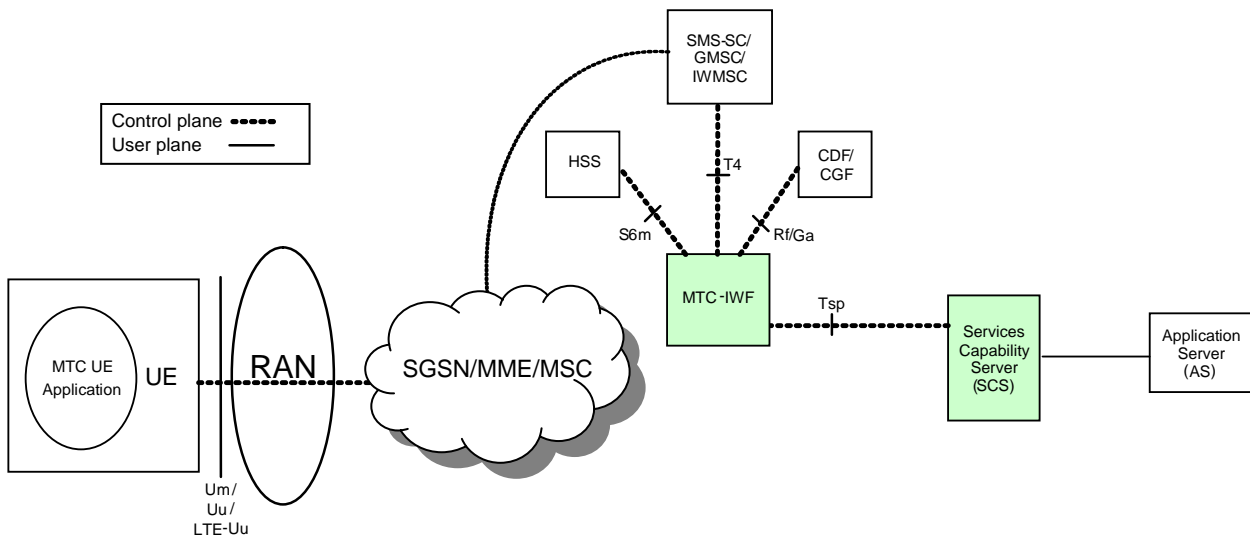 SMS-SC/
GMSC/
IWMSC
Control plane
User plane
HSS
T4
CDF/
CGF
S6m
Rf/Ga
MTC-IWF
Tsp
Services
Capability
Server
(SCS)
Application
Server
(AS)
MTC UE
Application
UE
RAN
SGSN/MME/MSC
Um/
Uu/
LTE-Uu